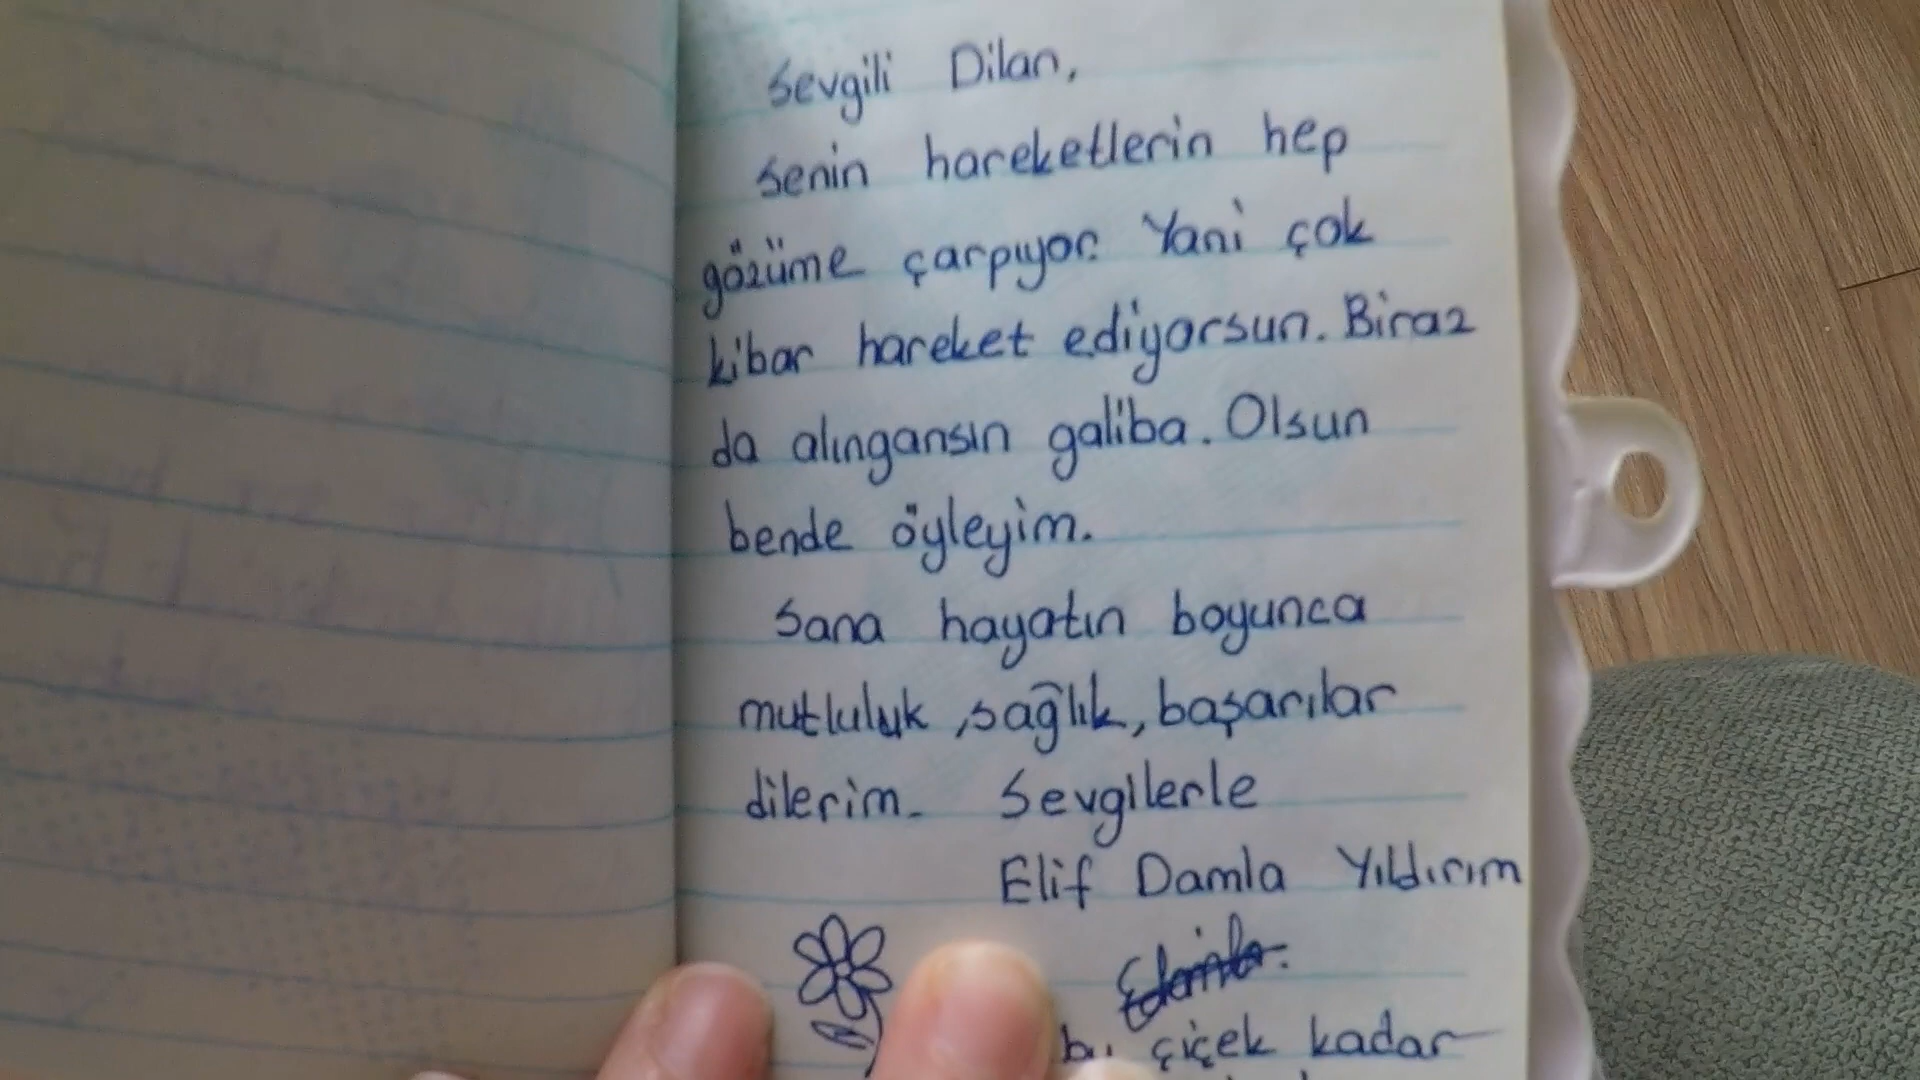 Sevgili Dilan,
Senin hareketlerin hep
gözüme çarpıyor. Yani çok
kibar hareket ediyorsun. Biraz
da alıngansın galiba. Olsun
bende öyleyim.
Sana hayatın boyunca
mutluluk, sağlık, başarılar
dilerim. Sevgilerle
Elif Damla Yıldırım
çiçek kadar